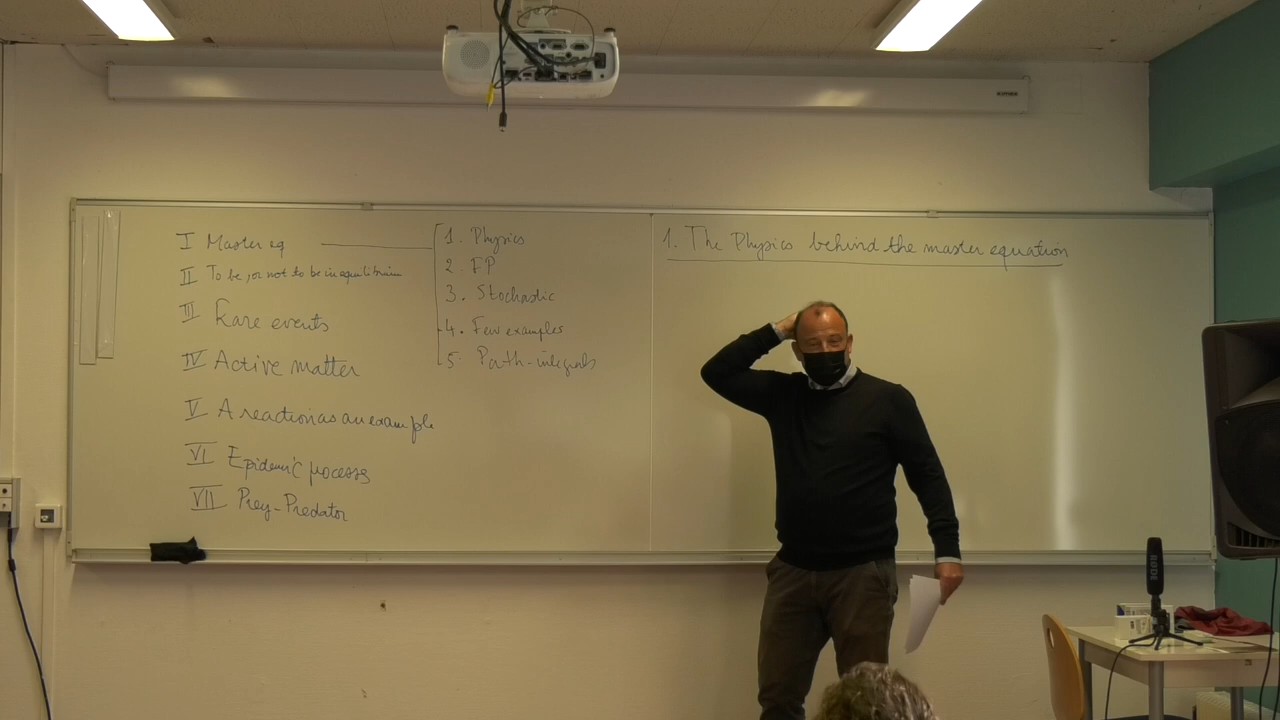 I Master eq
II To be, or not to be in equilibrium
III Rare events
IV Active matter
V A reaction as an example
VI Epidemic processes
VII Prey-Predator
1. Physics
2. FP
3. Stochastic
4. Few examples
5 Path-integrals
1. The Physics behind the master equation
RODE